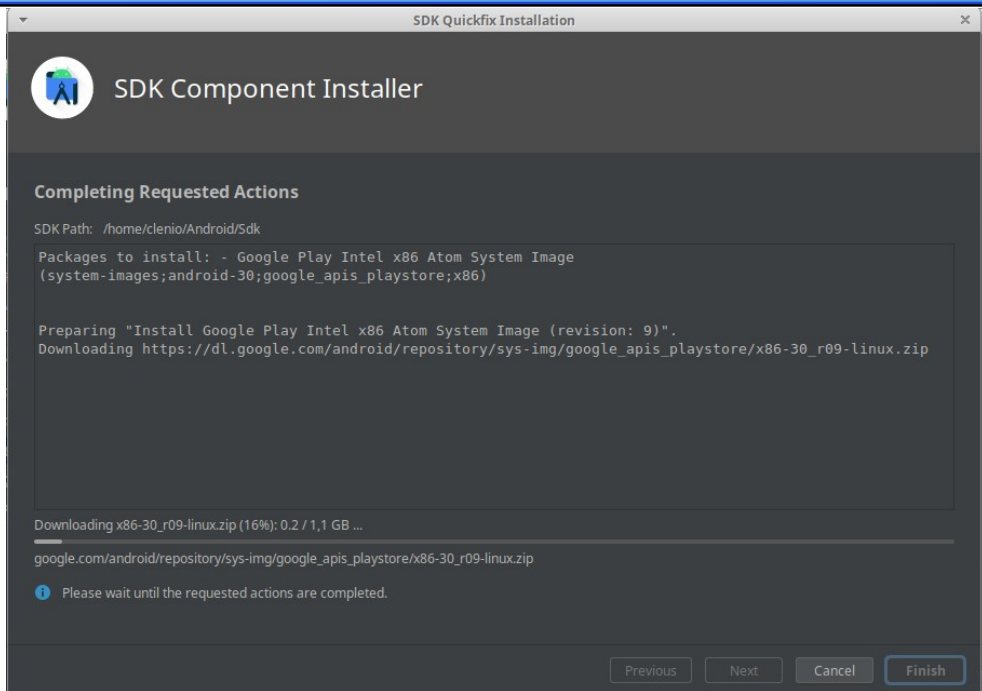 SDK Quickfix Installation
SDK Component Installer
Completing Requested Actions
SDK Path: /home/clenio/Android/Sdk
Packages to install: - Google Play Intel x86 Atom System Image
(system-images;android-30;google_apis_playstore;x86)
Preparing "Install Google Play Intel x86 Atom System Image (revision: 9)".
Downloading https://dl.google.com/android/repository/sys-img/google_apis_playstore/x86-30_r09-linux.zip
Downloading x86-30_r09-linux.zip (16%): 0.2 / 1,1 GB ...
google.com/android/repository/sys-img/google_apis_playstore/x86-30_r09-linux.zip
Please wait until the requested actions are completed.
Previous Next Cancel Finish